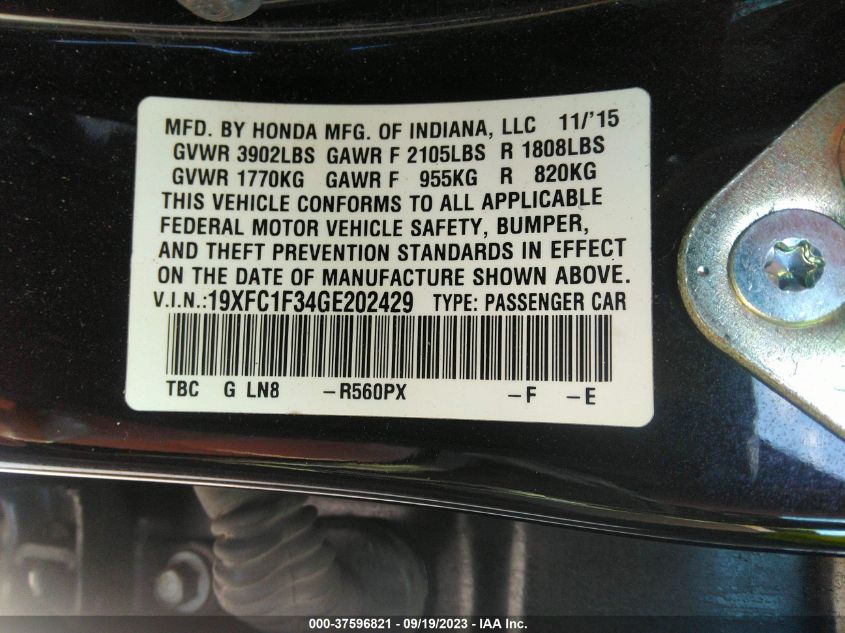 MFD. BY HONDA MFG. OF INDIANA, LLC 11/'15
GVWR 3902LBS GAWR F 2105LBS R 1808LBS
GVWR 1770KG GAWR F 955KG R 820KG
THIS VEHICLE CONFORMS TO ALL APPLICABLE
FEDERAL MOTOR VEHICLE SAFETY, BUMPER,
AND THEFT PREVENTION STANDARDS IN EFFECT
ON THE DATE OF MANUFACTURE SHOWN ABOVE.
V.I.N.:19XFC1F34GE202429 TYPE: PASSENGER CAR
TBC G LN8 -R560PX -F -E
000-37596821 - 09/19/2023 - IAA Inc.